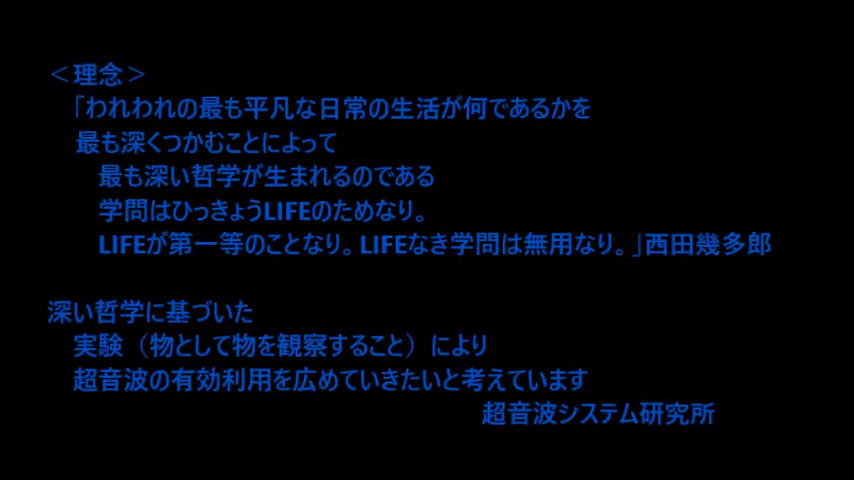 ＜理念＞
「われわれの最も平凡な日常の生活が何であるかを
最も深くつかむことによって
最も深い哲学が生まれるのである
学問はひっきょうLIFEのためなり。
LIFEが第一等のことなり。LIFEなき学問は無用なり。」西田幾多郎
深い哲学に基づいた
実験（物として物を観察すること）により
超音波の有効利用を広めていきたいと考えています
超音波システム研究所